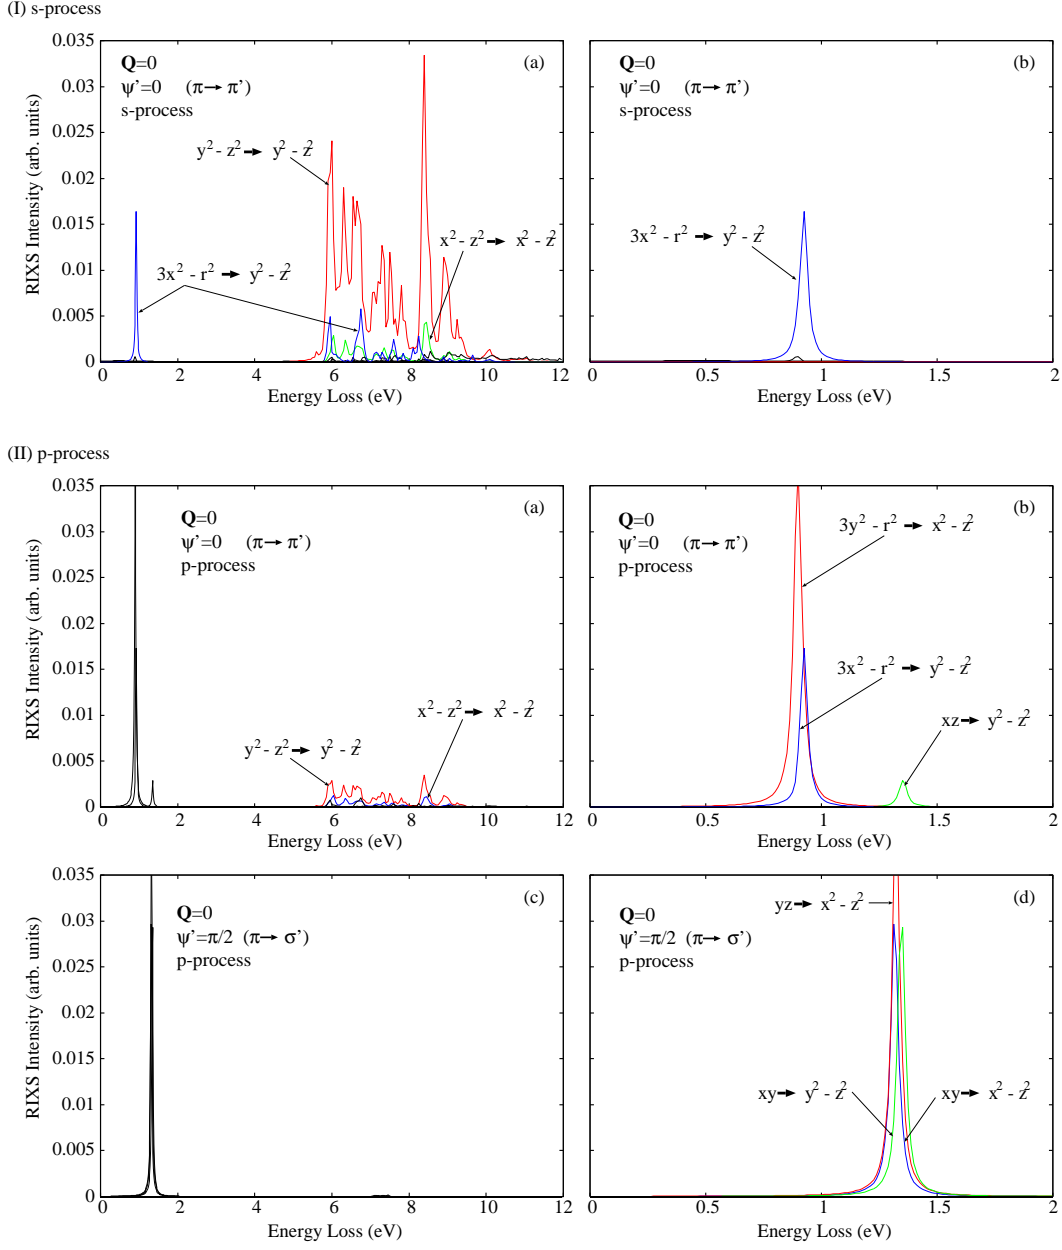 (I) s-process
RIXS Intensity (arb. units)
0.035
0.03
0.025
0.02
0.015
0.01
0.005
0
0 2 4 6 8 10 12
Energy Loss (eV)
(a)
Q=0
ψ'=0 (π→π')
s-process
y² - z² → y² - z²
3x² - r² → y² - z²
x² - z² → x² - z²
(b)
Q=0
ψ'=0 (π→π')
s-process
3x² - r² → y² - z²
0 0.5 1 1.5 2
Energy Loss (eV)
(II) p-process
RIXS Intensity (arb. units)
0.035
0.03
0.025
0.02
0.015
0.01
0.005
0
0 2 4 6 8 10 12
Energy Loss (eV)
(a)
Q=0
ψ'=0 (π→π')
p-process
x² - z² → x² - z²
y² - z² → y² - z²
(b)
Q=0
ψ'=0 (π→π')
p-process
3y² - r² → x² - z²
3x² - r² → y² - z²
xz → y² - z²
0 0.5 1 1.5 2
Energy Loss (eV)
RIXS Intensity (arb. units)
0.035
0.03
0.025
0.02
0.015
0.01
0.005
0
0 2 4 6 8 10 12
Energy Loss (eV)
(c)
Q=0
ψ'=π/2 (π→σ')
p-process
(d)
Q=0
ψ'=π/2 (π→σ')
p-process
yz → x² - z²
xy → y² - z²
xy → x² - z²
0 0.5 1 1.5 2
Energy Loss (eV)